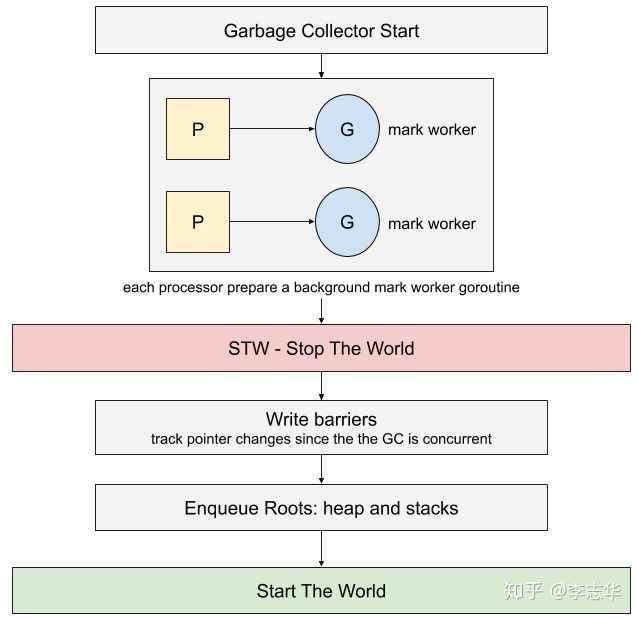 Garbage Collector Start
P
G
mark worker
P
G
mark worker
each processor prepare a background mark worker goroutine
STW - Stop The World
Write barriers
track pointer changes since the the GC is concurrent
Enqueue Roots: heap and stacks
Start The World
知乎 @李志华